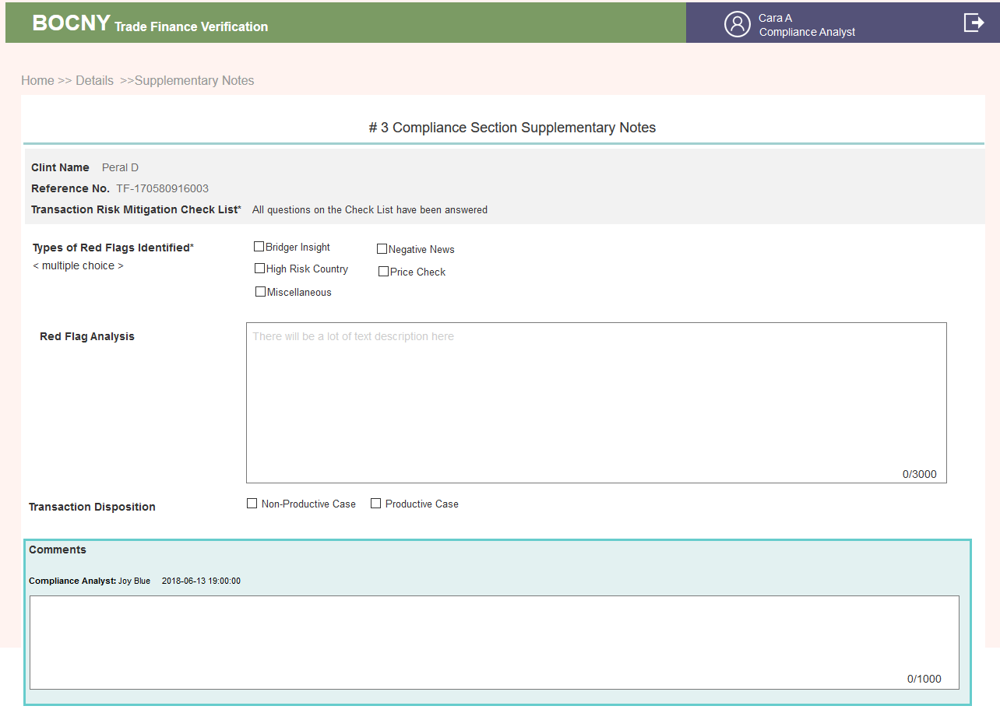 BOCNY Trade Finance Verification
Cara A
Compliance Analyst
Home >> Details >>Supplementary Notes
# 3 Compliance Section Supplementary Notes
Clint Name Peral D
Reference No. TF-170580916003
Transaction Risk Mitigation Check List* All questions on the Check List have been answered
Types of Red Flags Identified*
< multiple choice >
Bridger Insight Negative News
High Risk Country Price Check
Miscellaneous
Red Flag Analysis
There will be a lot of text description here
0/3000
Transaction Disposition Non-Productive Case Productive Case
Comments
Compliance Analyst: Joy Blue 2018-06-13 19:00:00
0/1000